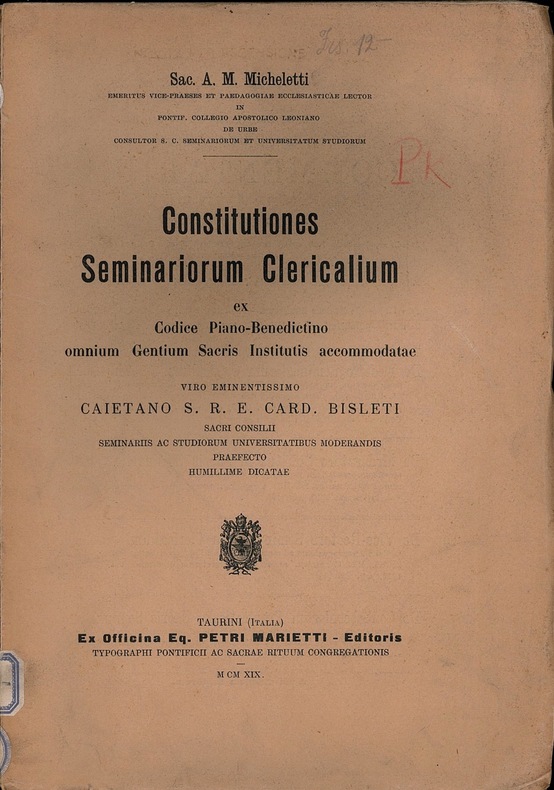 Sac. A. M. Micheletti
EMERITUS VICE-PRAESES ET PAEDAGOGIAE ECCLESIASTICAE LECTOR
IN
PONTIF. COLLEGIO APOSTOLICO LEONIANO
DE URBE
CONSULTOR S. C. SEMINARIORUM ET UNIVERSITATUM STUDIORUM
Pk
Constitutiones
Seminariorum Clericalium
ex
Codice Piano-Benedictino
omnium Gentium Sacris Institutis accommodatae
VIRO EMINENTISSIMO
CAIETANO S. R. E. CARD. BISLETI
SACRI CONSILII
SEMINARIIS AC STUDIORUM UNIVERSITATIBUS MODERANDIS
PRAEFECTO
HUMILLIME DICATAE
TAURINI (ITALIA)
Ex Officina Eq. PETRI MARIETTI - Editoris
TYPOGRAPHI PONTIFICII AC SACRAE RITUUM CONGREGATIONIS
MCMXIX.